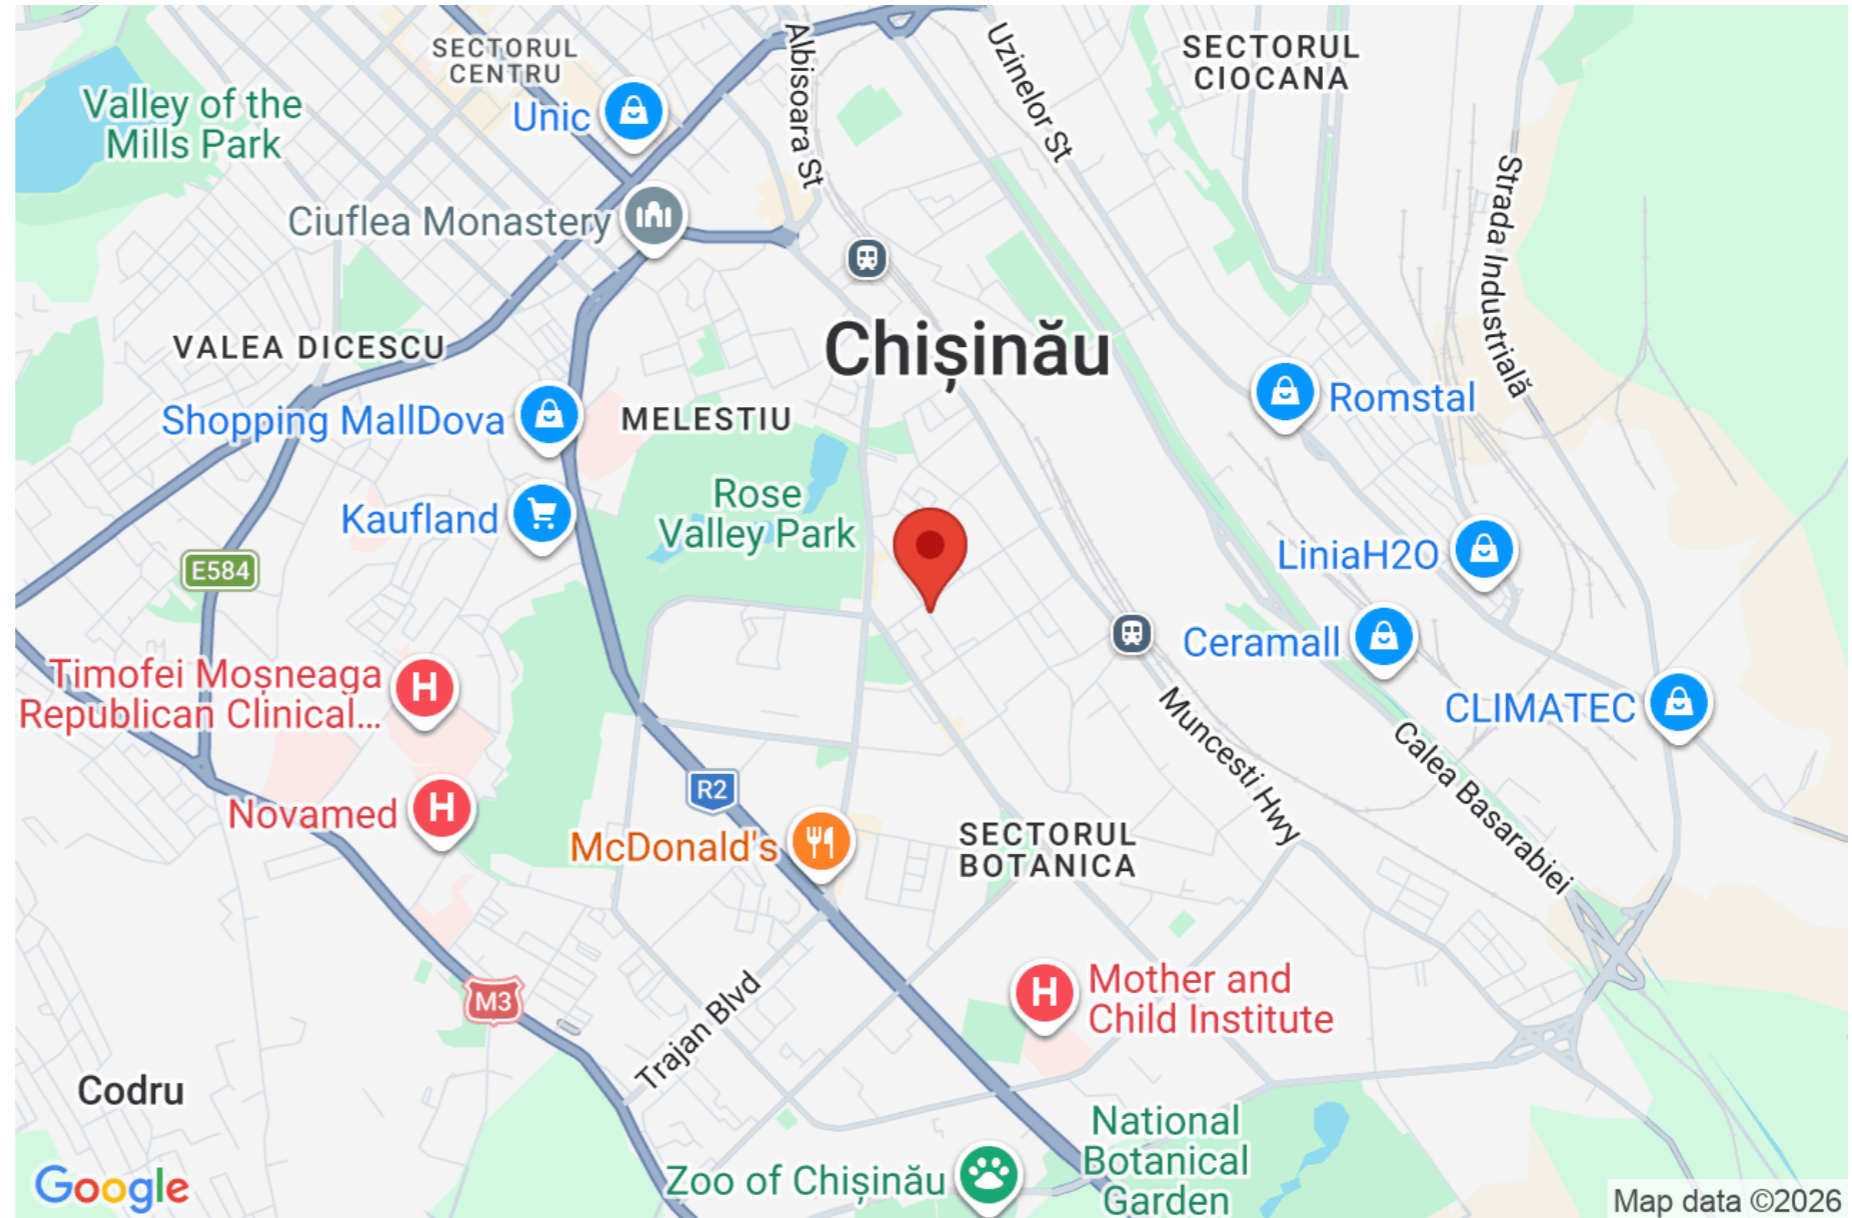 SECTORUL
CENTRU
Unic
Albisoara St
Uzinelor St
SECTORUL
CIOCANA
Valley of the
Mills Park
Strada Industrială
Ciuflea Monastery
Chișinău
VALEA DICESCU
Shopping MallDova
MELESTIU
Romstal
Rose
Valley Park
Kaufland
LiniaH2O
E584
Ceramall
Timofei Moșneaga
Republican Clinical...
CLIMATEC
Muncesti Hwy
Calea Basarabiei
R2
Novamed
McDonald's
SECTORUL
BOTANICA
M3
Mother and
Child Institute
Trajan Blvd
Codru
National
Botanical
Garden
Zoo of Chișinău
Google
Map data ©2026